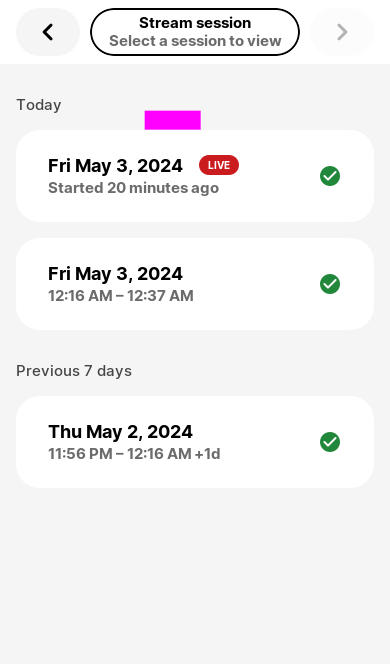 Stream session
Select a session to view
Today
Fri May 3, 2024 LIVE
Started 20 minutes ago
Fri May 3, 2024
12:16 AM – 12:37 AM
Previous 7 days
Thu May 2, 2024
11:56 PM – 12:16 AM +1d